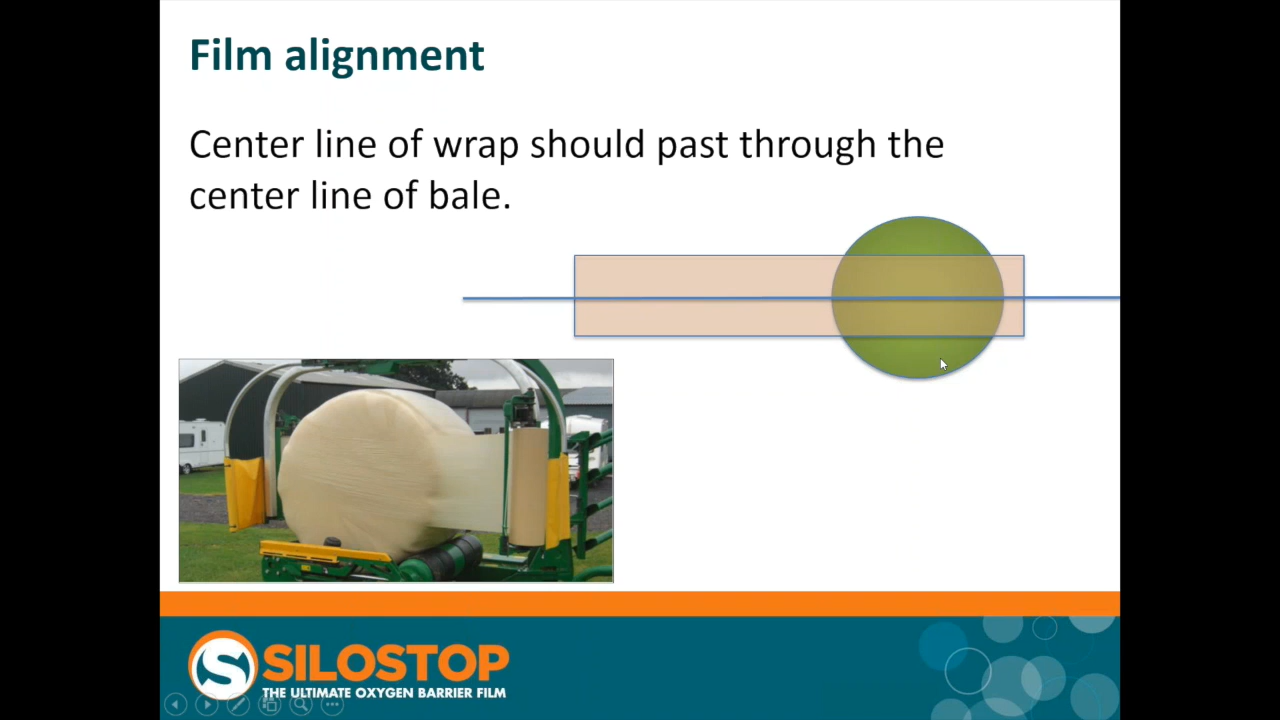 Film alignment
Center line of wrap should past through the
center line of bale.
SILOSTOP
THE ULTIMATE OXYGEN BARRIER FILM